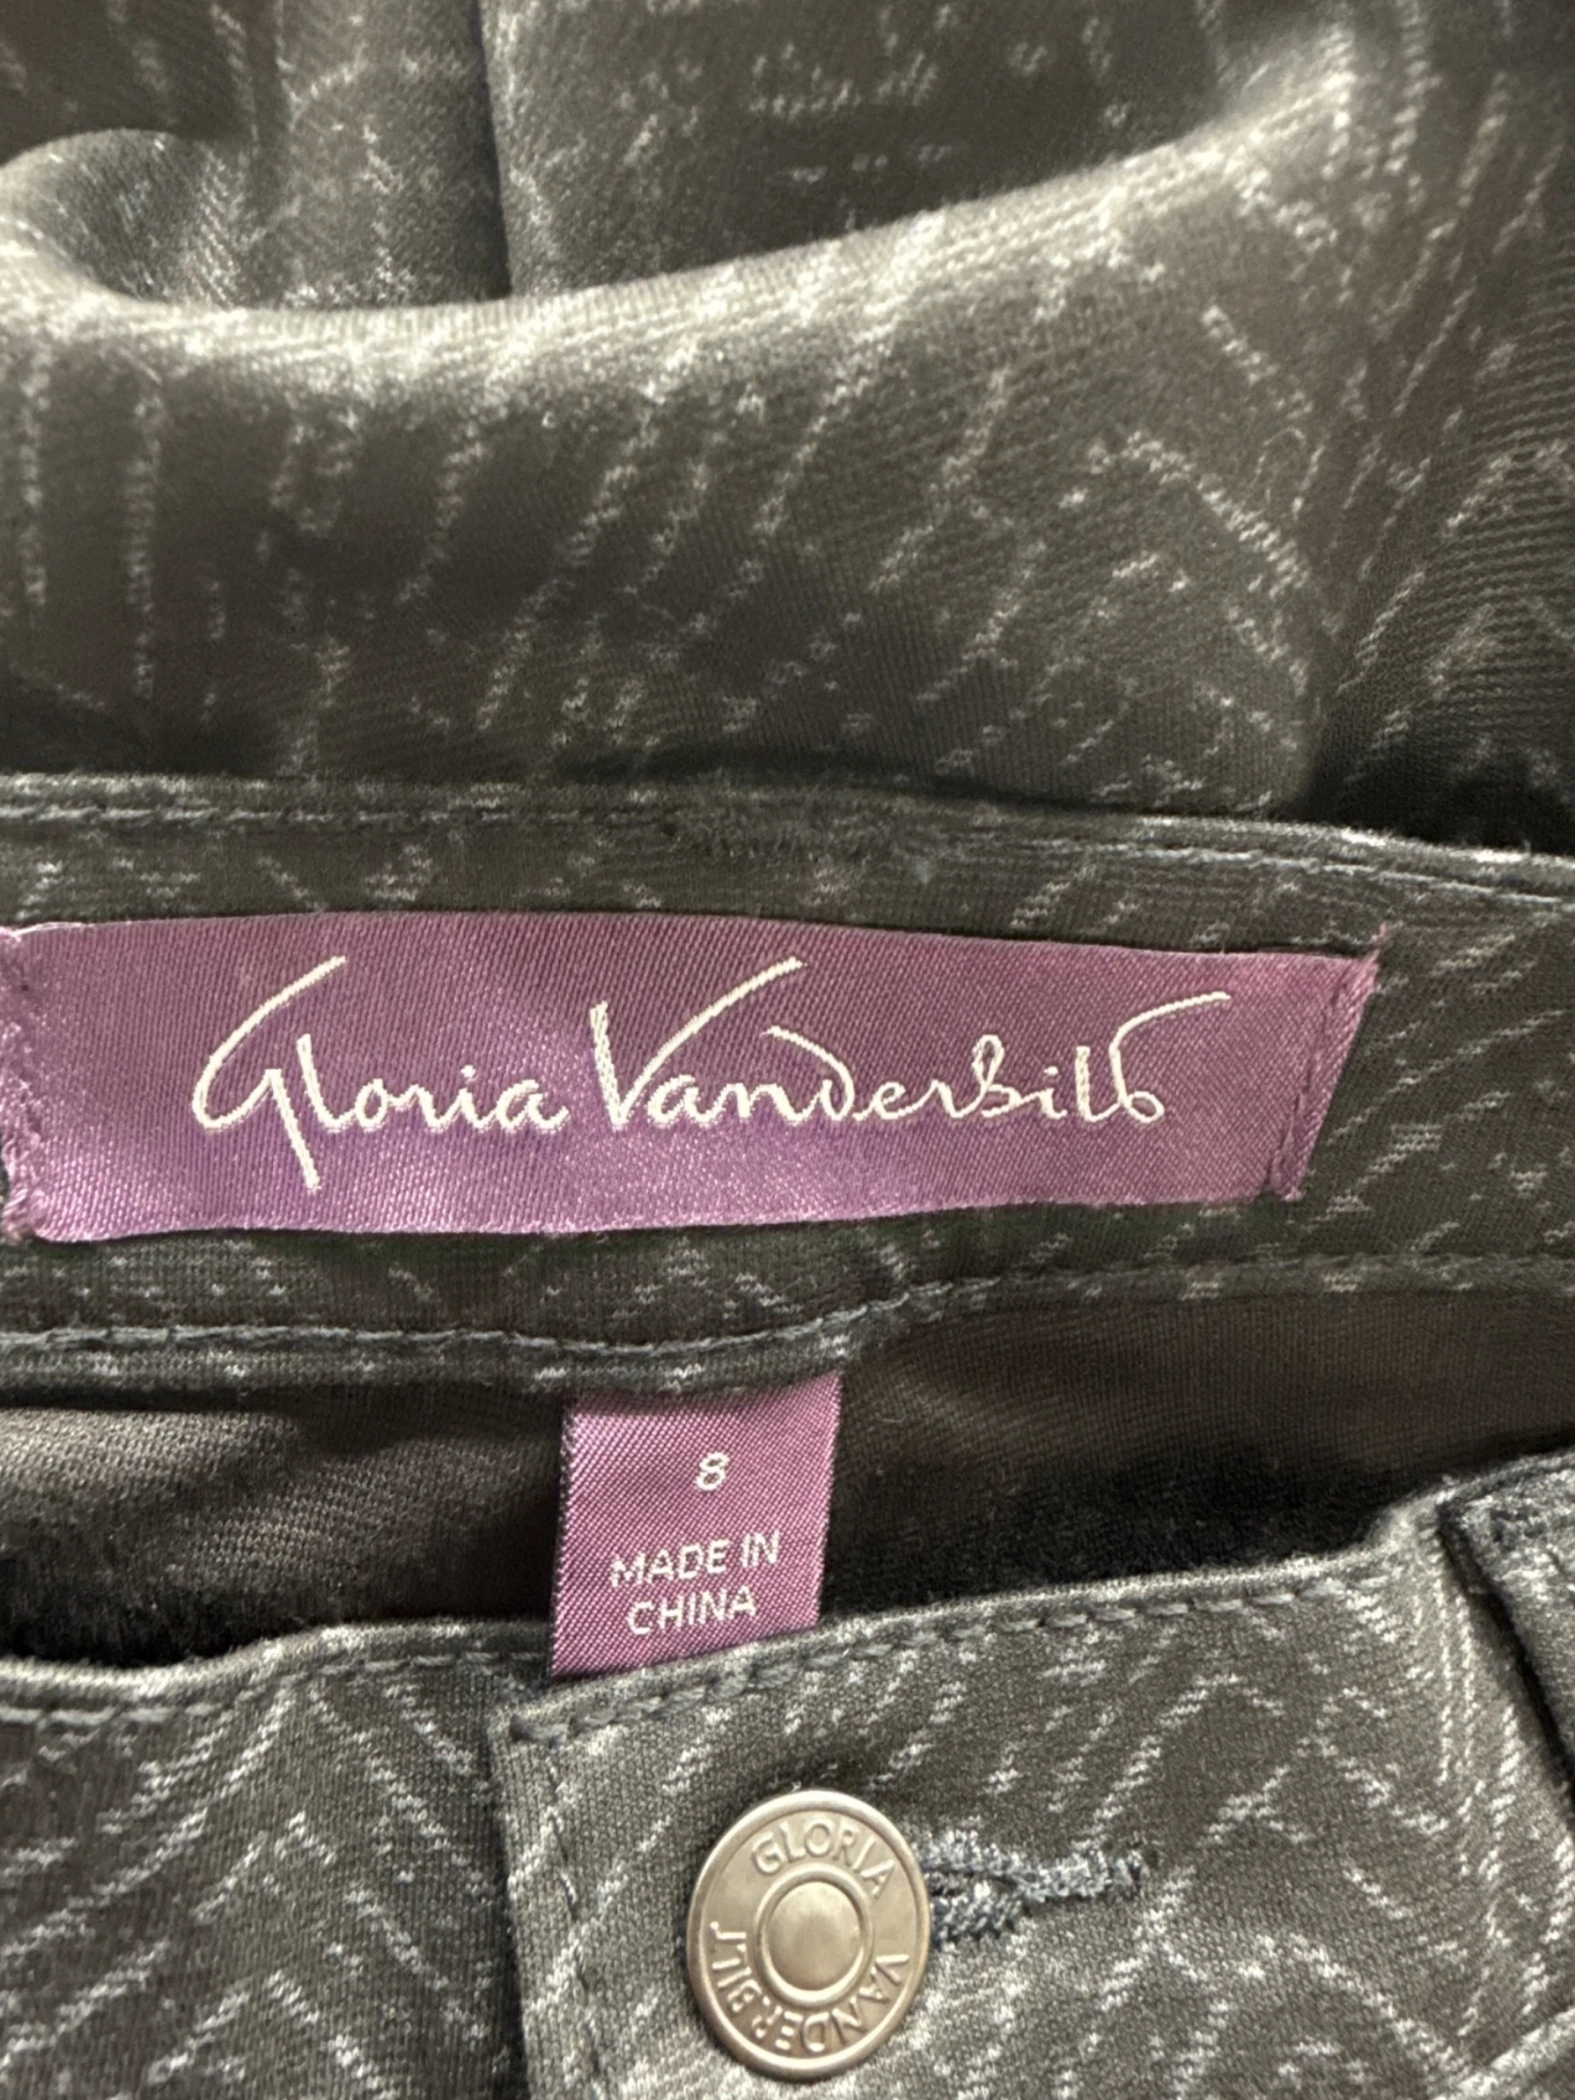 Gloria Vanderbilt
8
MADE IN
CHINA
GLORIA
VANDERBILT